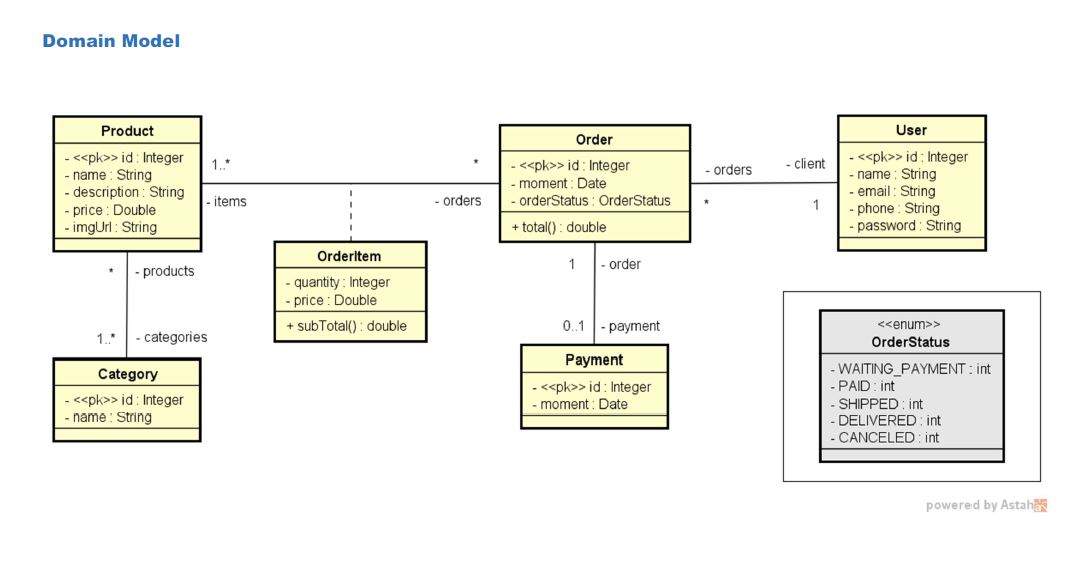 Domain Model
Product
- <<pk>> id : Integer
- name : String
- description : String
- price : Double
- imgUrl : String
1..*
- items
*
- orders
Order
- <<pk>> id : Integer
- moment : Date
- orderStatus : OrderStatus
+ total() : double
- orders
*
- client
1
User
- <<pk>> id : Integer
- name : String
- email : String
- phone : String
- password : String
OrderItem
- quantity : Integer
- price : Double
+ subTotal() : double
* - products
1..* - categories
Category
- <<pk>> id : Integer
- name : String
1 - order
0..1 - payment
Payment
- <<pk>> id : Integer
- moment : Date
<<enum>>
OrderStatus
- WAITING_PAYMENT : int
- PAID : int
- SHIPPED : int
- DELIVERED : int
- CANCELED : int
powered by Astah